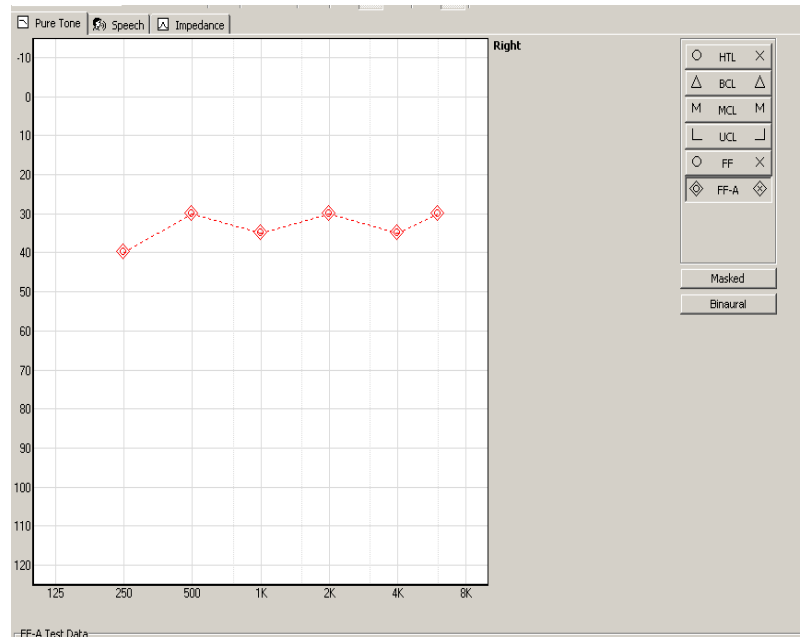 Pure Tone Speech Impedance
Right
-10
0
10
20
30
40
50
60
70
80
90
100
110
120
125 250 500 1K 2K 4K 8K
HTL
BCL
M MCL M
UCL
FF
FF-A
Masked
Binaural
FF-A Test Data